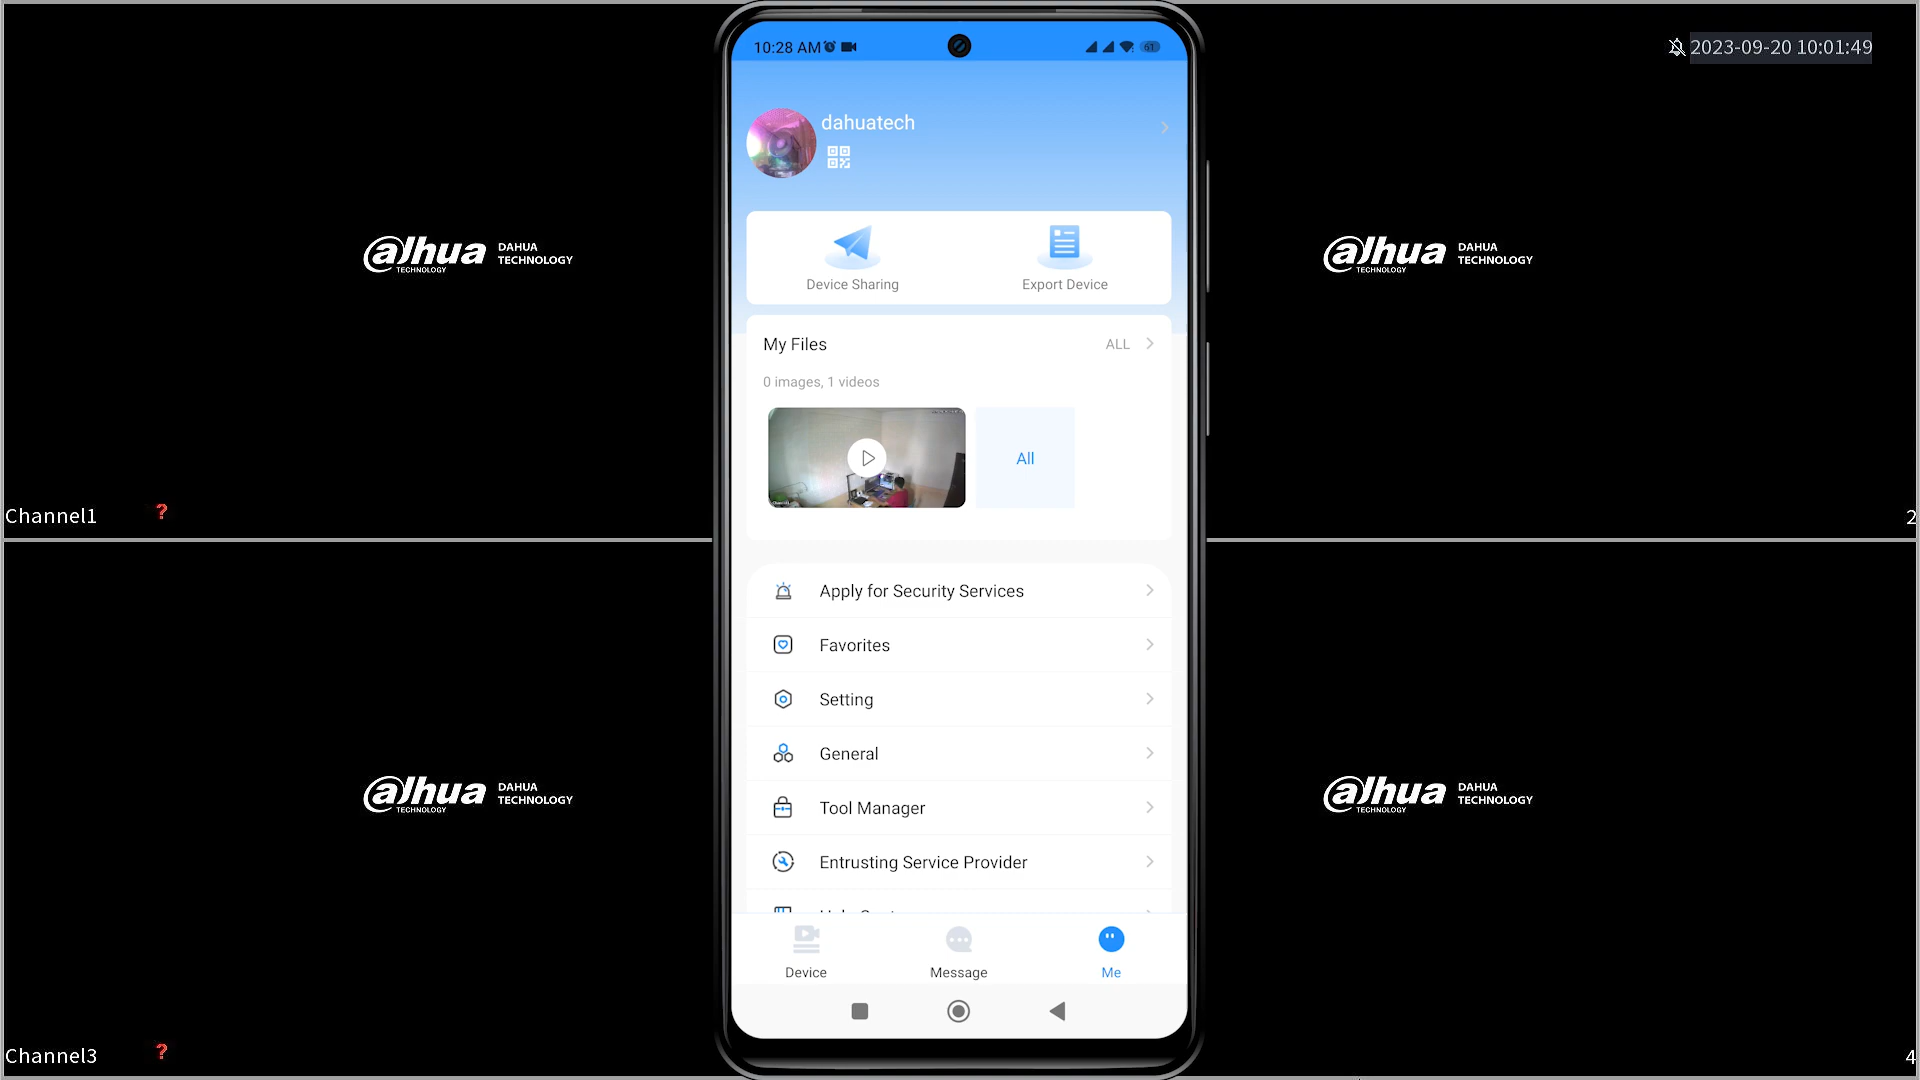 10:28 AM
61
2023-09-20 10:01:49
dahuatech
Device Sharing
Export Device
My Files
ALL
0 images, 1 videos
All
Apply for Security Services
Favorites
Setting
General
Tool Manager
Entrusting Service Provider
Device
Message
Me
alhua TECHNOLOGY
DAHUA
TECHNOLOGY
alhua TECHNOLOGY
DAHUA
TECHNOLOGY
Channel1
?
2
alhua TECHNOLOGY
DAHUA
TECHNOLOGY
alhua TECHNOLOGY
DAHUA
TECHNOLOGY
Channel3
?
4